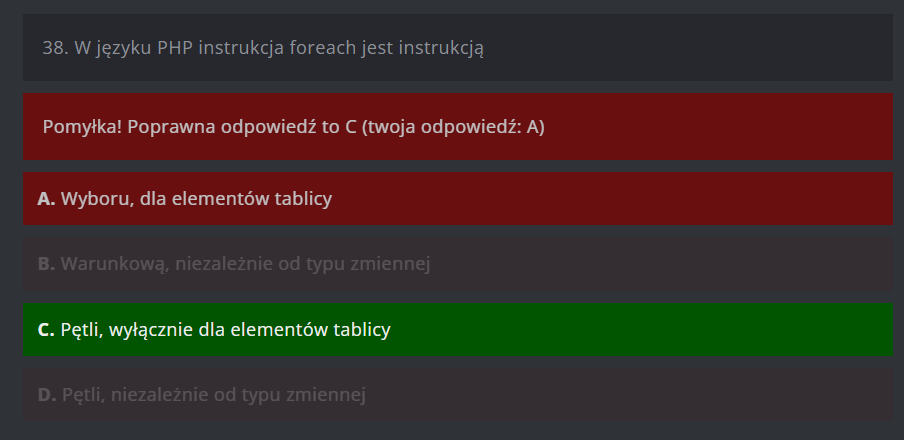 38. W języku PHP instrukcja foreach jest instrukcją
Pomyłka! Poprawna odpowiedź to C (twoja odpowiedź: A)
A. Wyboru, dla elementów tablicy
B. Warunkową, niezależnie od typu zmiennej
C. Pętli, wyłącznie dla elementów tablicy
D. Pętli, niezależnie od typu zmiennej